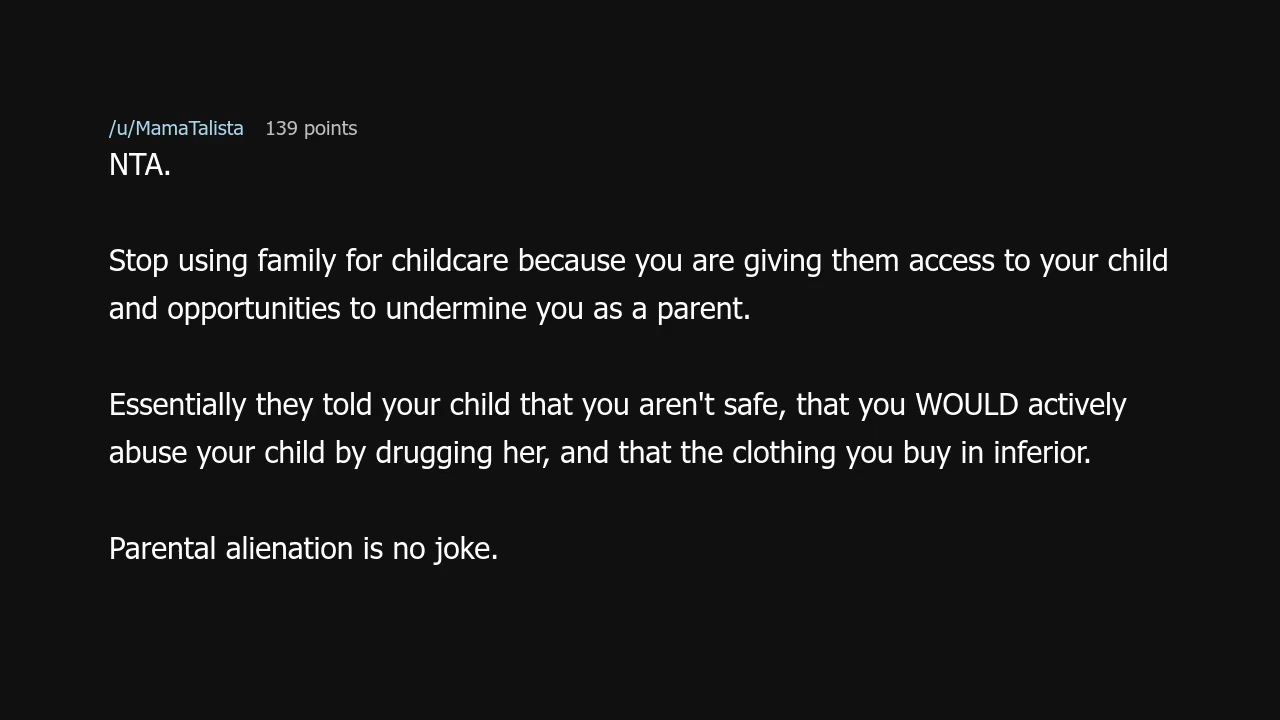 /u/MamaTalista 139 points
NTA.
Stop using family for childcare because you are giving them access to your child
and opportunities to undermine you as a parent.
Essentially they told your child that you aren't safe, that you WOULD actively
abuse your child by drugging her, and that the clothing you buy in inferior.
Parental alienation is no joke.